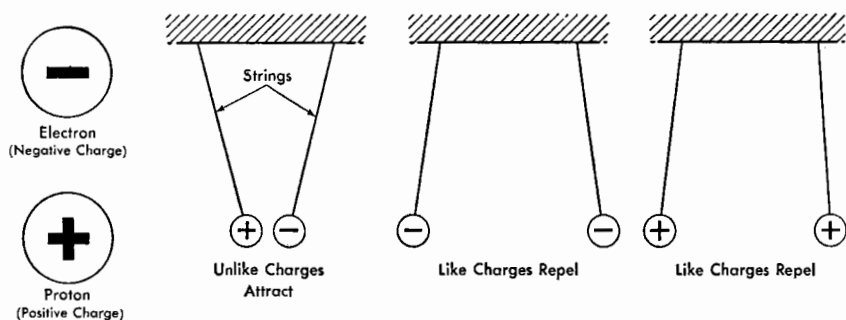 Strings
Electron
(Negative Charge)
Proton
(Positive Charge)
Unlike Charges
Attract
Like Charges Repel
Like Charges Repel